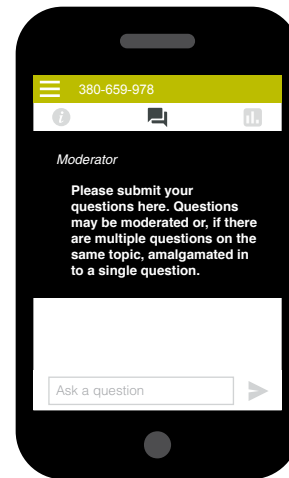 380-659-978
Moderator
Please submit your
questions here. Questions
may be moderated or, if there
are multiple questions on the
same topic, amalgamated in
to a single question.
Ask a question